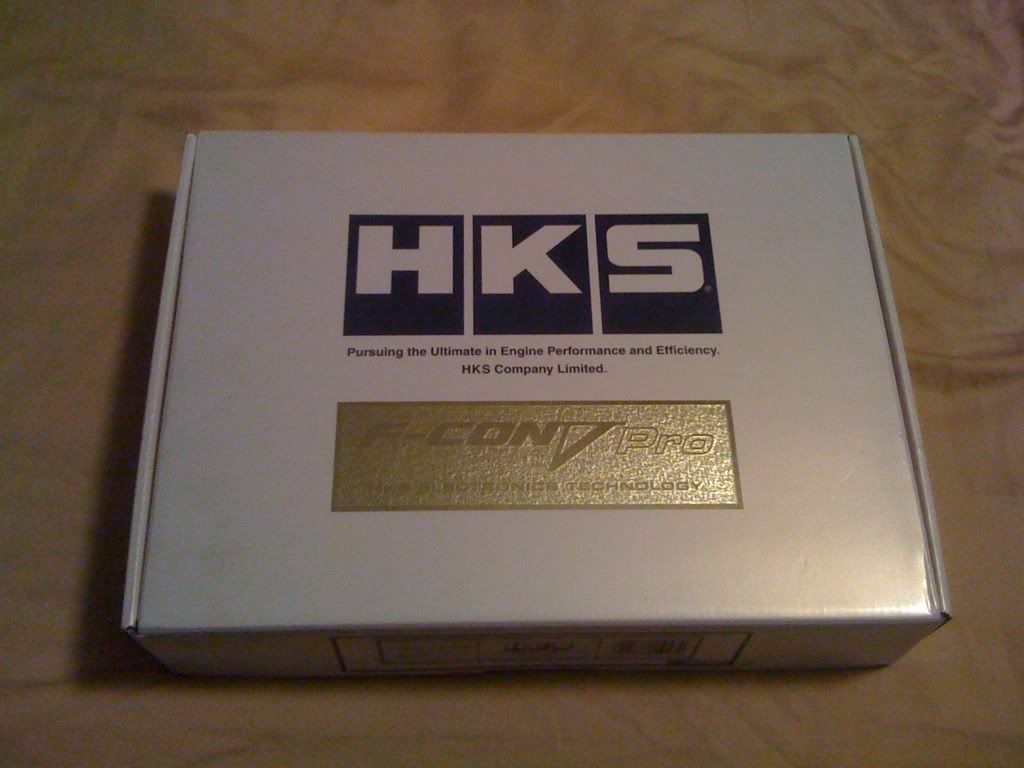 HKS®
Pursuing the Ultimate in Engine Performance and Efficiency.
HKS Company Limited.
F-CON V Pro
HKS ELECTRONICS TECHNOLOGY